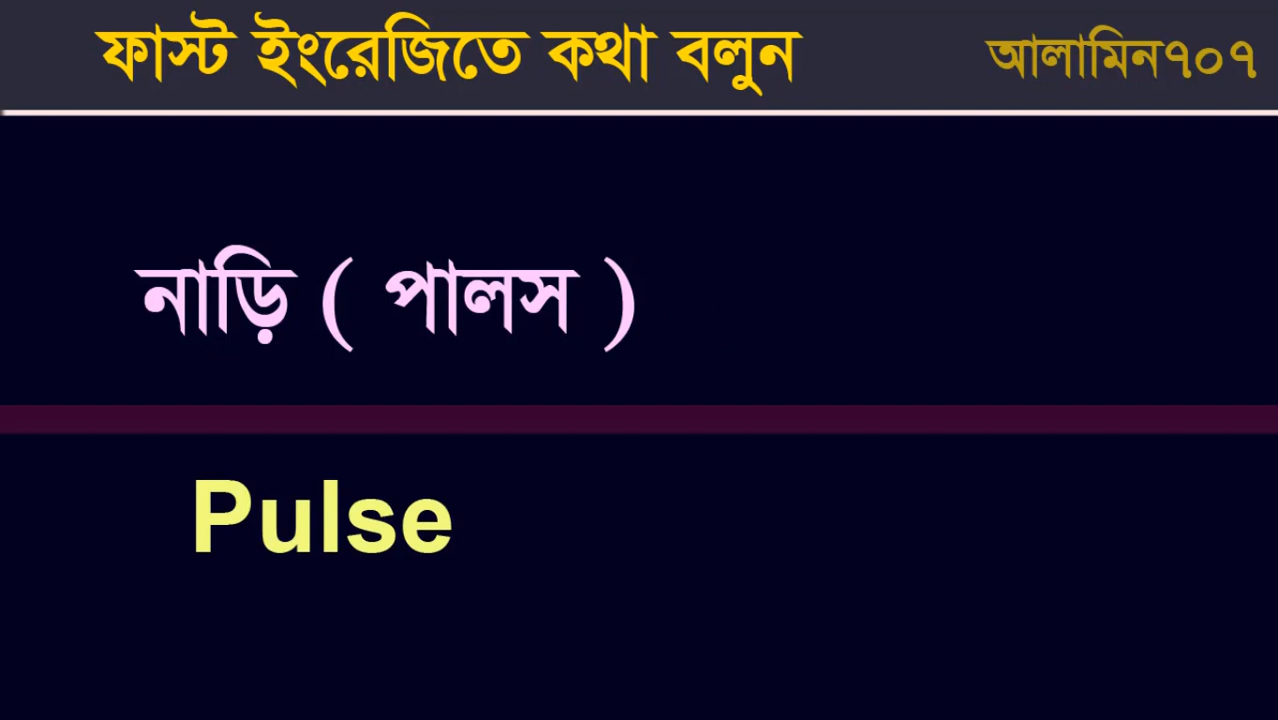 ফাস্ট ইংরেজিতে কথা বলুন
আলামিন৭০৭
নাড়ি ( পালস )
Pulse